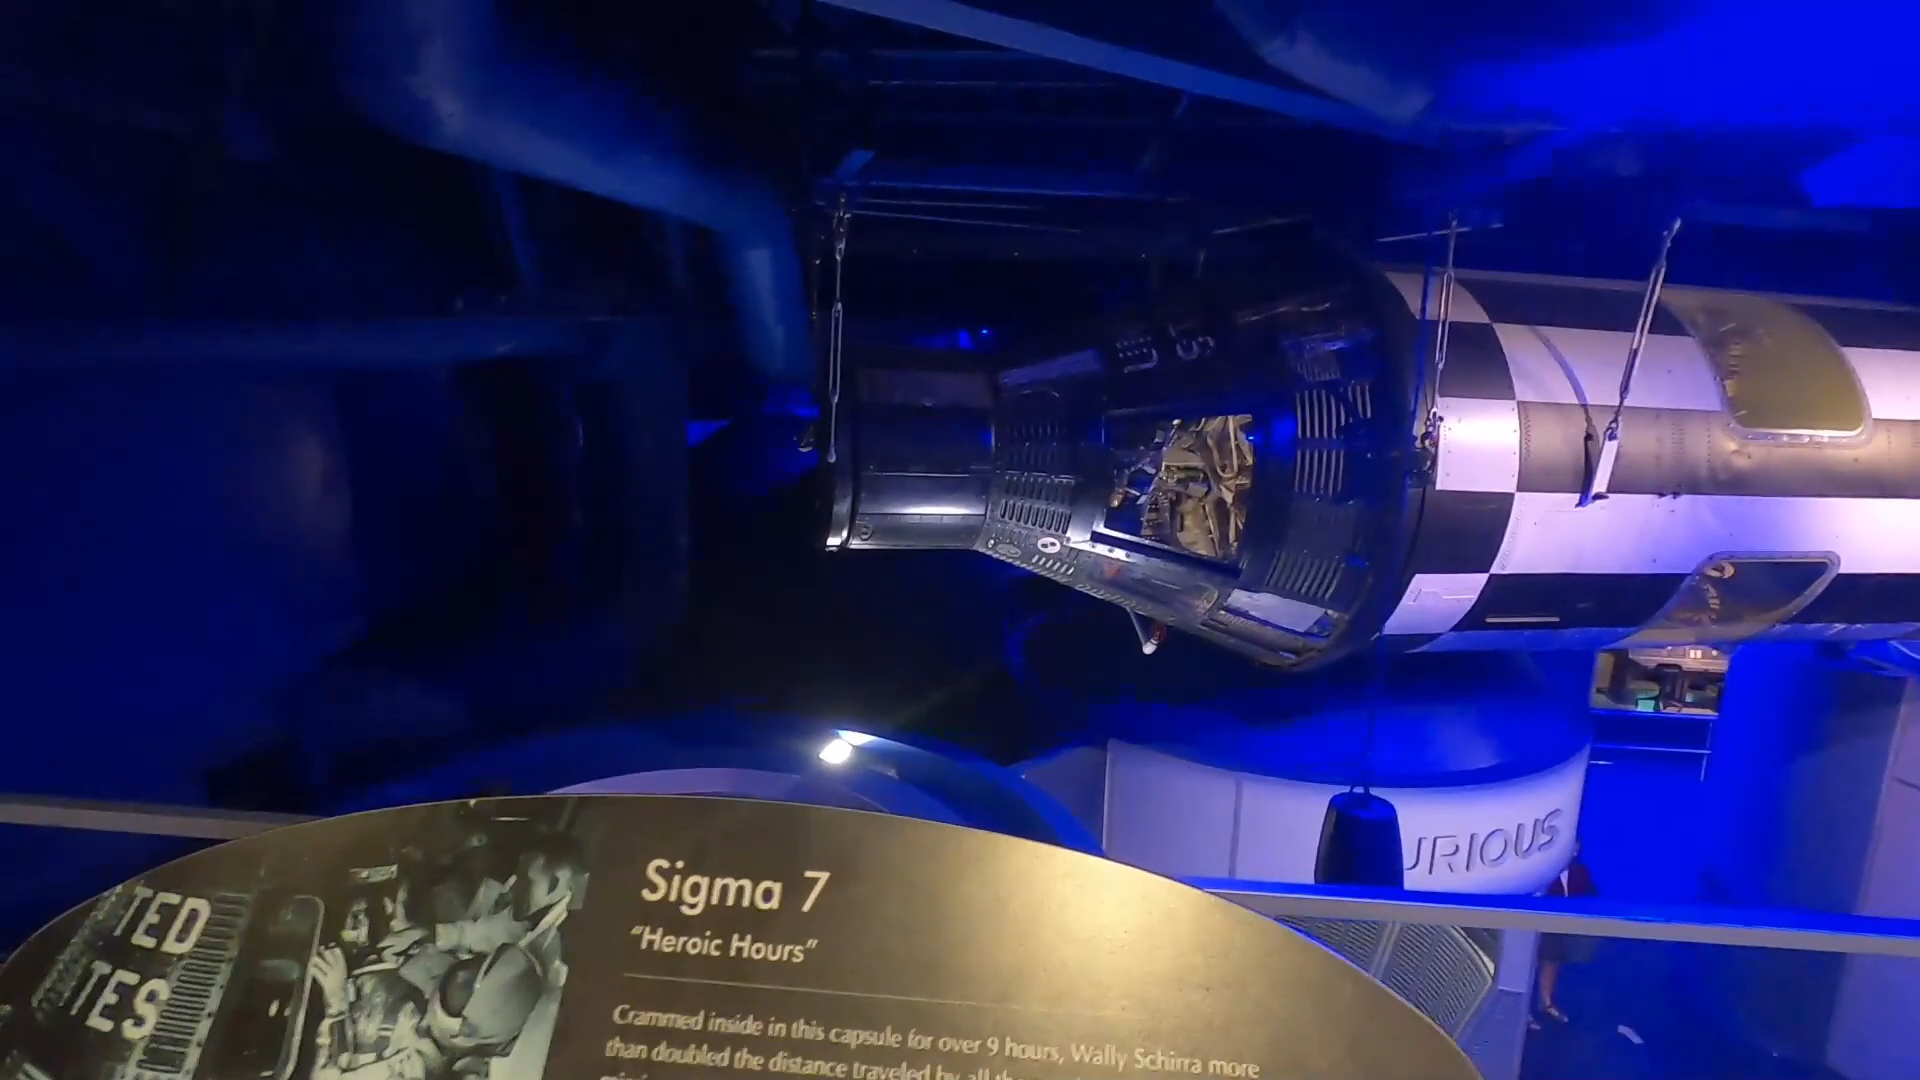 URIOUS
TED
TES
Sigma 7
“Heroic Hours”
Crammed inside in this capsule for over 9 hours, Wally Schirra more
than doubled the distance traveled by all